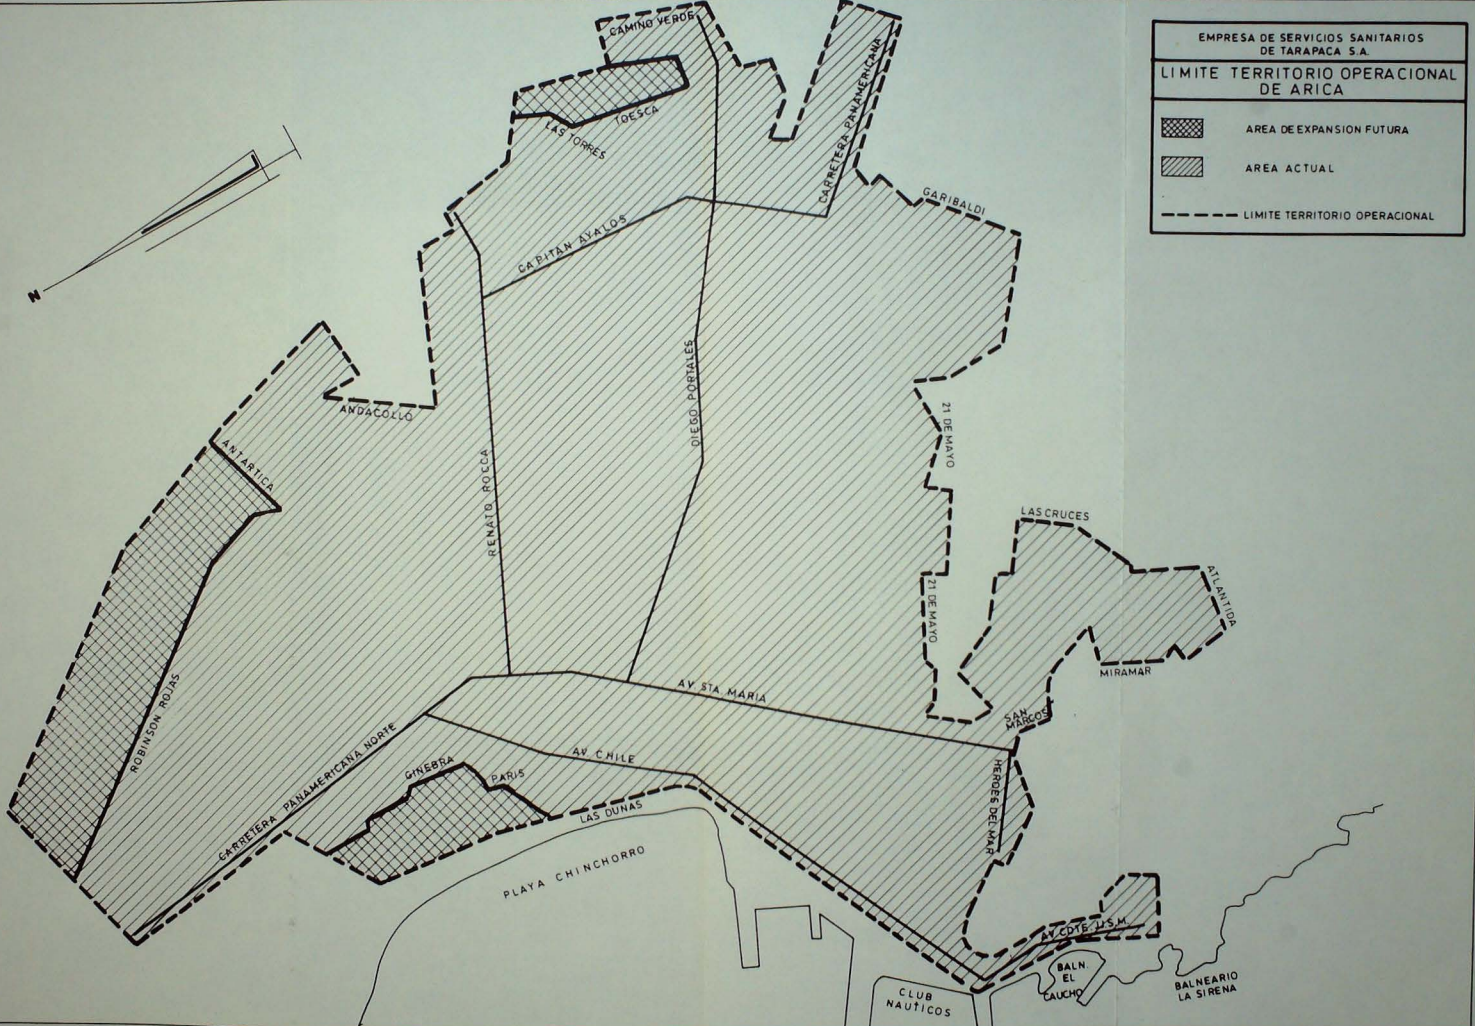 EMPRESA DE SERVICIOS SANITARIOS
DE TARAPACA S.A.
LIMITE TERRITORIO OPERACIONAL
DE ARICA
AREA DE EXPANSION FUTURA
AREA ACTUAL
LIMITE TERRITORIO OPERACIONAL
N
CAMINO VERDE
LAS TORRES
TOESCA
CARRETERA PANAMERICANA
GARIBALDI
CAPITAN AVALOS
ANDACOLLO
ANTARTICA
RENATO ROCCA
DIEGO PORTALES
21 DE MAYO
21 DE MAYO
LAS CRUCES
ATLANTIDA
MIRAMAR
SAN
MARCOS
ROBINSON ROJAS
CARRETERA PANAMERICANA NORTE
AV. STA. MARIA
AV. CHILE
GINEBRA
PARIS
LAS DUNAS
HEROES DEL MAR
PLAYA CHINCHORRO
AV. CDTE. J.S.M.
BALN.
EL
CAUCHO
CLUB
NAUTICOS
BALNEARIO
LA SIRENA